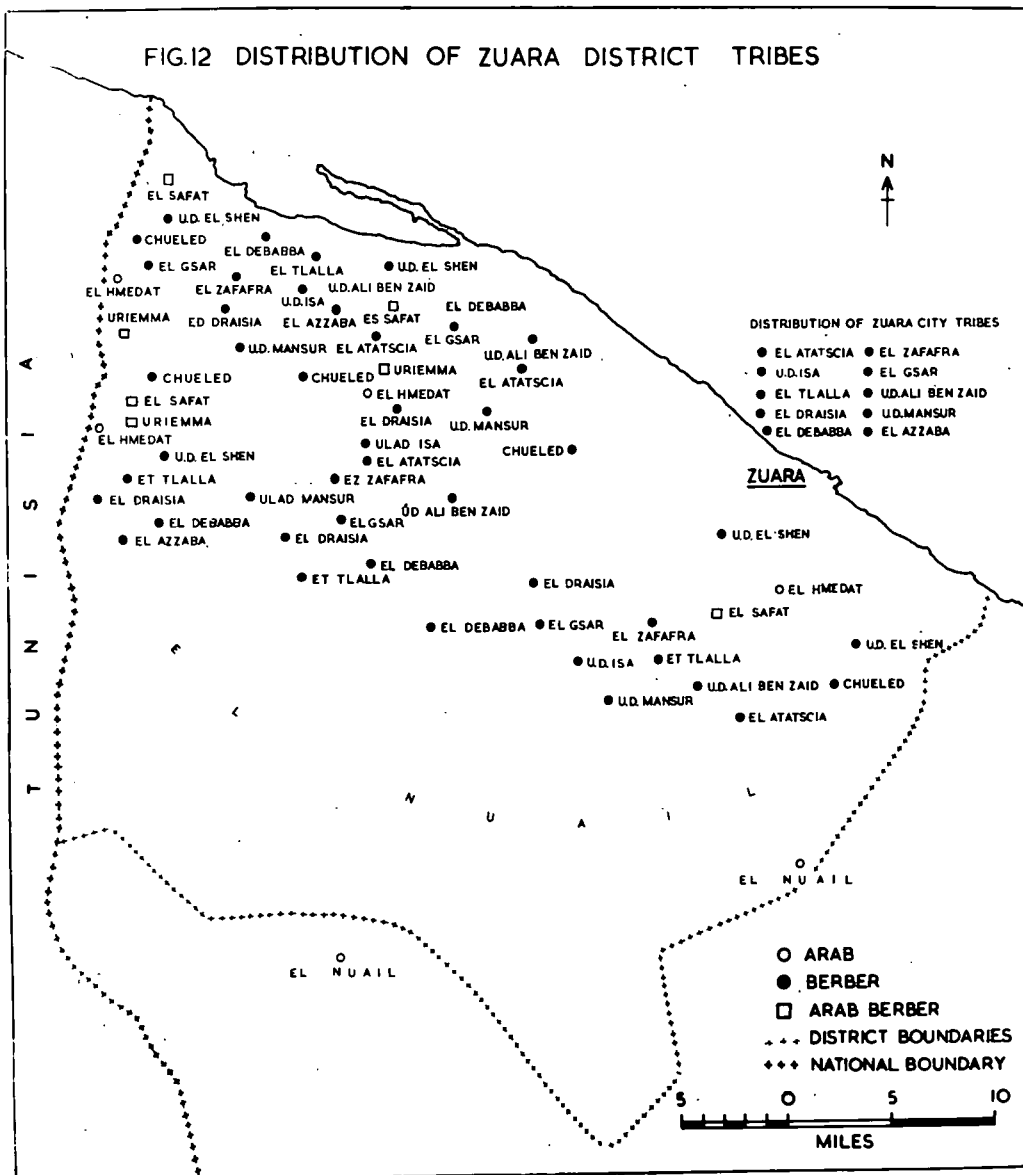 FIG.12 DISTRIBUTION OF ZUARA DISTRICT TRIBES
N
EL SAFAT
U.D. EL SHEN
CHUELED
EL DEBABBA
EL GSAR
EL TLALLA
U.D. EL SHEN
EL HMEDAT
EL ZAFAFRA
U.D. ALI BEN ZAID
U.D. ISA
URIEMMA
ED DRAISIA
EL AZZABA
ES SAFAT
EL DEBABBA
EL GSAR
U.D. MANSUR
EL ATATSCIA
U.D. ALI BEN ZAID
CHUELED
CHUELED
URIEMMA
EL ATATSCIA
EL SAFAT
EL HMEDAT
URIEMMA
EL DRAISIA
U.D. MANSUR
EL HMEDAT
ULAD ISA
CHUELED
U.D. EL SHEN
EL ATATSCIA
ET TLALLA
EZ ZAFAFRA
EL DRAISIA
ULAD MANSUR
UD ALI BEN ZAID
EL DEBABBA
EL GSAR
EL AZZABA
EL DRAISIA
EL DEBABBA
ET TLALLA
DISTRIBUTION OF ZUARA CITY TRIBES
EL ATATSCIA EL ZAFAFRA
U.D. ISA EL GSAR
EL TLALLA U.D. ALI BEN ZAID
EL DRAISIA U.D. MANSUR
EL DEBABBA EL AZZABA
ZUARA
U.D. EL SHEN
EL DRAISIA
EL HMEDAT
EL SAFAT
EL DEBABBA
EL GSAR
EL ZAFAFRA
U.D. EL SHEN
U.D. ISA
ET TLALLA
U.D. MANSUR
U.D. ALI BEN ZAID
CHUELED
EL ATATSCIA
TUNISIA
EL NUAIL
EL NUAIL
EL NUAIL
ARAB
BERBER
ARAB BERBER
DISTRICT BOUNDARIES
NATIONAL BOUNDARY
5 0 5 10
MILES